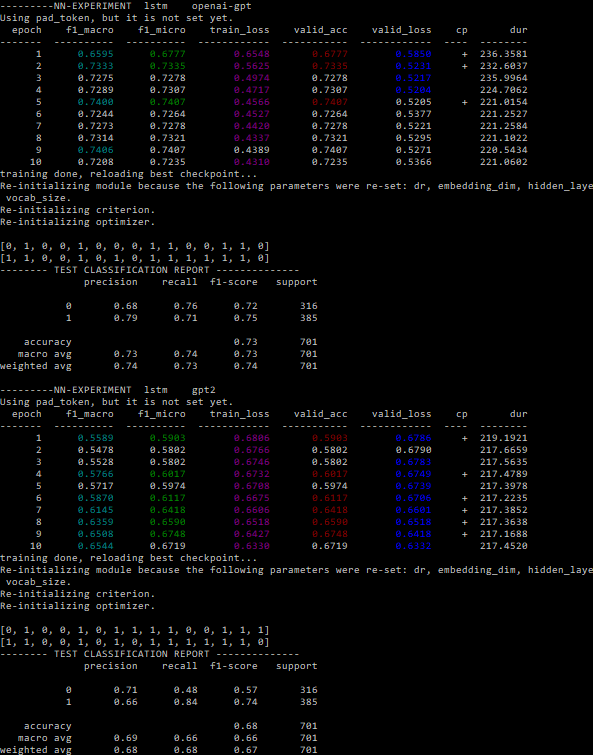 ---------NN-EXPERIMENT  lstm    openai-gpt
Using pad_token, but it is not set yet.
  epoch    f1_macro    f1_micro    train_loss    valid_acc    valid_loss    cp       dur
-------  ----------  ----------  ------------  -----------  ------------  ----  --------
      1      0.6595      0.6777        0.6548       0.6777        0.5850     +  236.3581
      2      0.7333      0.7335        0.5625       0.7335        0.5231     +  232.6037
      3      0.7275      0.7278        0.4974       0.7278        0.5217        235.9964
      4      0.7289      0.7307        0.4717       0.7307        0.5204        224.7062
      5      0.7400      0.7407        0.4566       0.7407        0.5205     +  221.0154
      6      0.7244      0.7264        0.4527       0.7264        0.5377        221.2527
      7      0.7273      0.7278        0.4420       0.7278        0.5221        221.2584
      8      0.7314      0.7321        0.4337       0.7321        0.5295        221.1022
      9      0.7406      0.7407        0.4389       0.7407        0.5271        220.5434
     10      0.7208      0.7235        0.4310       0.7235        0.5366        221.0602
training done, reloading best checkpoint...
Re-initializing module because the following parameters were re-set: dr, embedding_dim, hidden_laye
 vocab_size.
Re-initializing criterion.
Re-initializing optimizer.
[0, 1, 0, 0, 1, 0, 0, 0, 1, 1, 0, 0, 1, 1, 0]
[1, 1, 0, 0, 1, 0, 1, 0, 1, 1, 1, 1, 1, 1, 0]
-------- TEST CLASSIFICATION REPORT --------------
              precision    recall  f1-score   support
           0       0.68      0.76      0.72       316
           1       0.79      0.71      0.75       385
    accuracy                           0.73       701
   macro avg       0.73      0.74      0.73       701
weighted avg       0.74      0.73      0.74       701
---------NN-EXPERIMENT  lstm    gpt2
Using pad_token, but it is not set yet.
  epoch    f1_macro    f1_micro    train_loss    valid_acc    valid_loss    cp       dur
-------  ----------  ----------  ------------  -----------  ------------  ----  --------
      1      0.5589      0.5903        0.6806       0.5903        0.6786     +  219.1921
      2      0.5478      0.5802        0.6766       0.5802        0.6790        217.6659
      3      0.5528      0.5802        0.6746       0.5802        0.6783        217.5635
      4      0.5766      0.6017        0.6732       0.6017        0.6749     +  217.4789
      5      0.5717      0.5974        0.6708       0.5974        0.6739        217.3978
      6      0.5870      0.6117        0.6675       0.6117        0.6706     +  217.2235
      7      0.6145      0.6418        0.6606       0.6418        0.6601     +  217.3852
      8      0.6359      0.6590        0.6518       0.6590        0.6516     +  217.3638
      9      0.6508      0.6748        0.6427       0.6748        0.6410     +  217.1688
     10      0.6544      0.6719        0.6330       0.6719        0.6332        217.4520
training done, reloading best checkpoint...
Re-initializing module because the following parameters were re-set: dr, embedding_dim, hidden_laye
 vocab_size.
Re-initializing criterion.
Re-initializing optimizer.
[0, 1, 0, 0, 1, 0, 1, 1, 1, 1, 0, 0, 1, 1, 1]
[1, 1, 0, 0, 1, 0, 1, 0, 1, 1, 1, 1, 1, 1, 0]
-------- TEST CLASSIFICATION REPORT --------------
              precision    recall  f1-score   support
           0       0.71      0.48      0.57       316
           1       0.66      0.84      0.74       385
    accuracy                           0.68       701
   macro avg       0.69      0.66      0.66       701
weighted avg       0.68      0.68      0.67       701